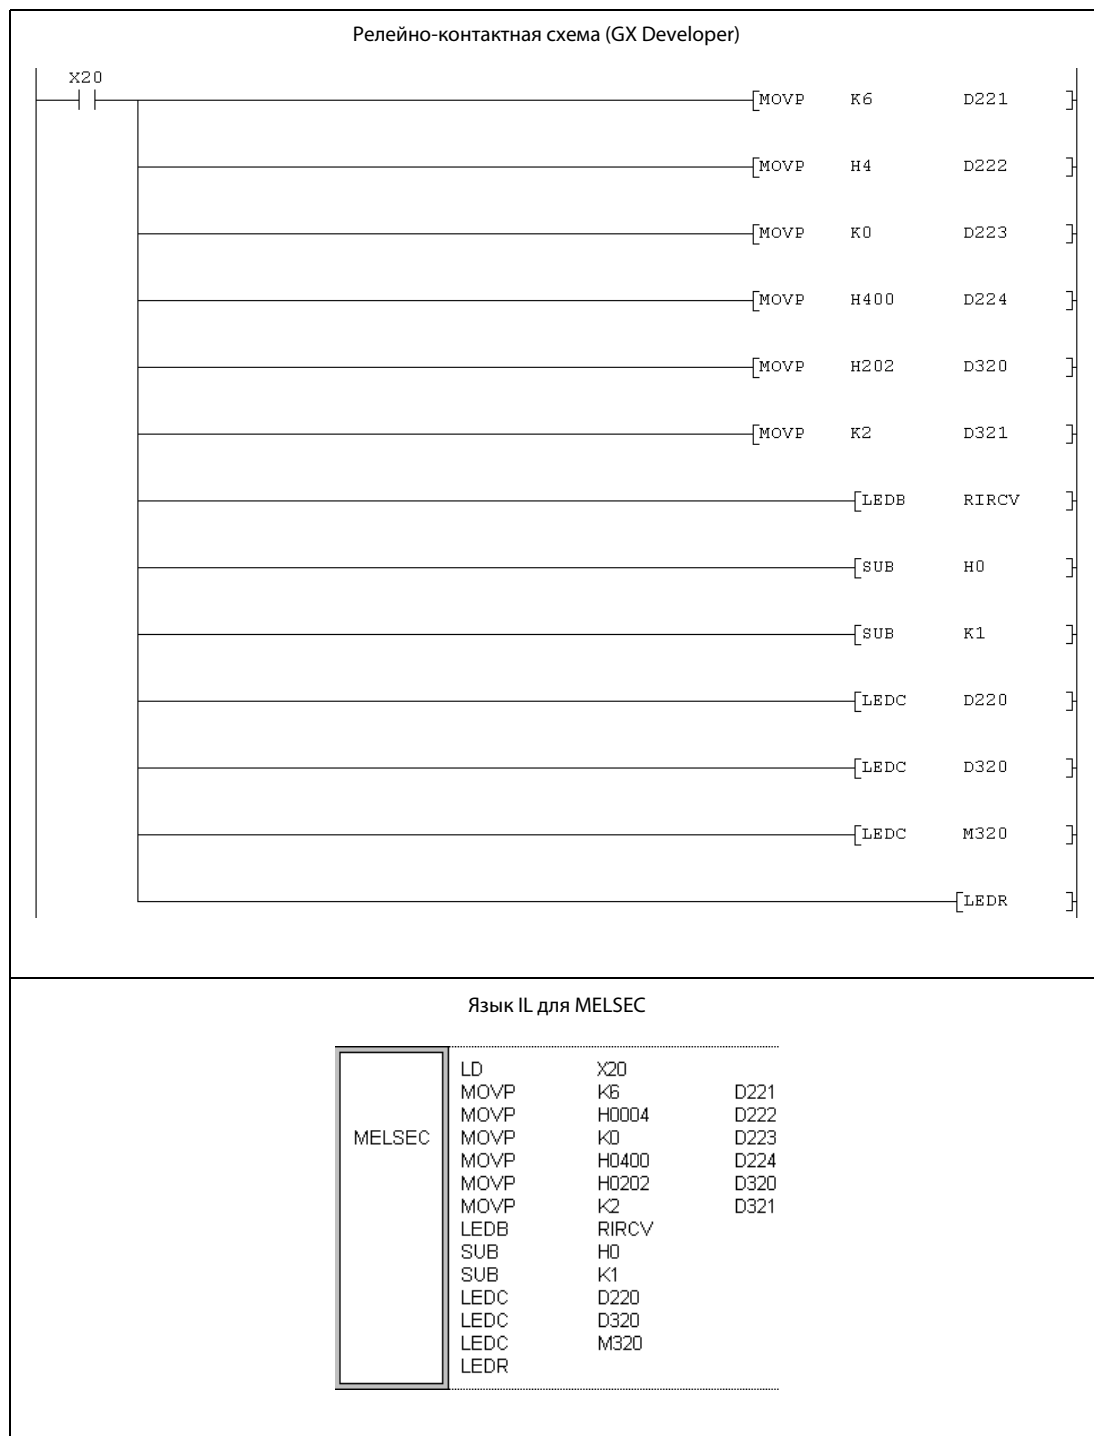 Релейно-контактная схема (GX Developer)
X20
[MOVP K6 D221 ]
[MOVP H4 D222 ]
[MOVP K0 D223 ]
[MOVP H400 D224 ]
[MOVP H202 D320 ]
[MOVP K2 D321 ]
[LEDB RIRCV ]
[SUB H0 ]
[SUB K1 ]
[LEDC D220 ]
[LEDC D320 ]
[LEDC M320 ]
[LEDR ]
Язык IL для MELSEC
MELSEC
LD X20
MOVP K6 D221
MOVP H0004 D222
MOVP K0 D223
MOVP H0400 D224
MOVP H0202 D320
MOVP K2 D321
LEDB RIRCV
SUB H0
SUB K1
LEDC D220
LEDC D320
LEDC M320
LEDR